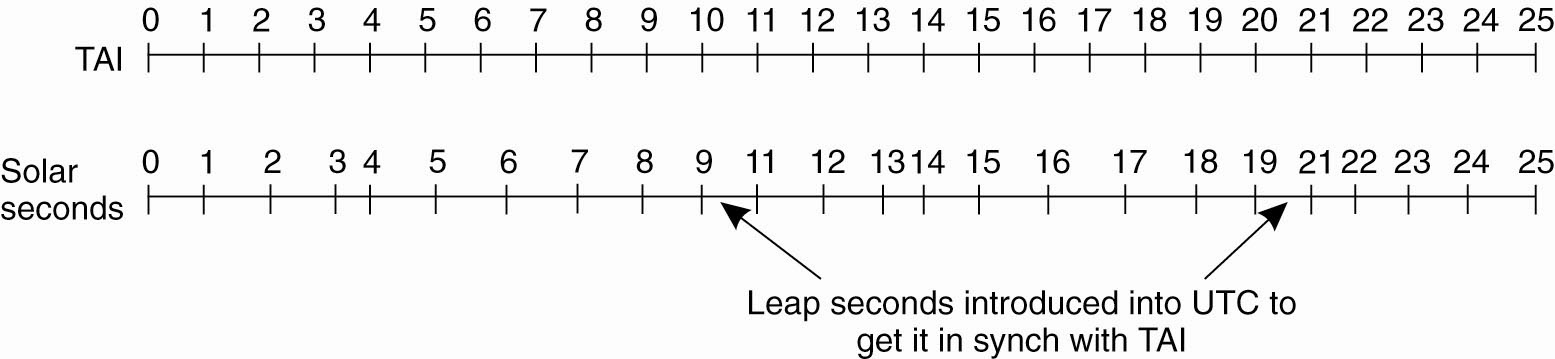 0 1 2 3 4 5 6 7 8 9 10 11 12 13 14 15 16 17 18 19 20 21 22 23 24 25
TAI
0 1 2 3 4 5 6 7 8 9 11 12 13 14 15 16 17 18 19 21 22 23 24 25
Solar
seconds
Leap seconds introduced into UTC to
get it in synch with TAI